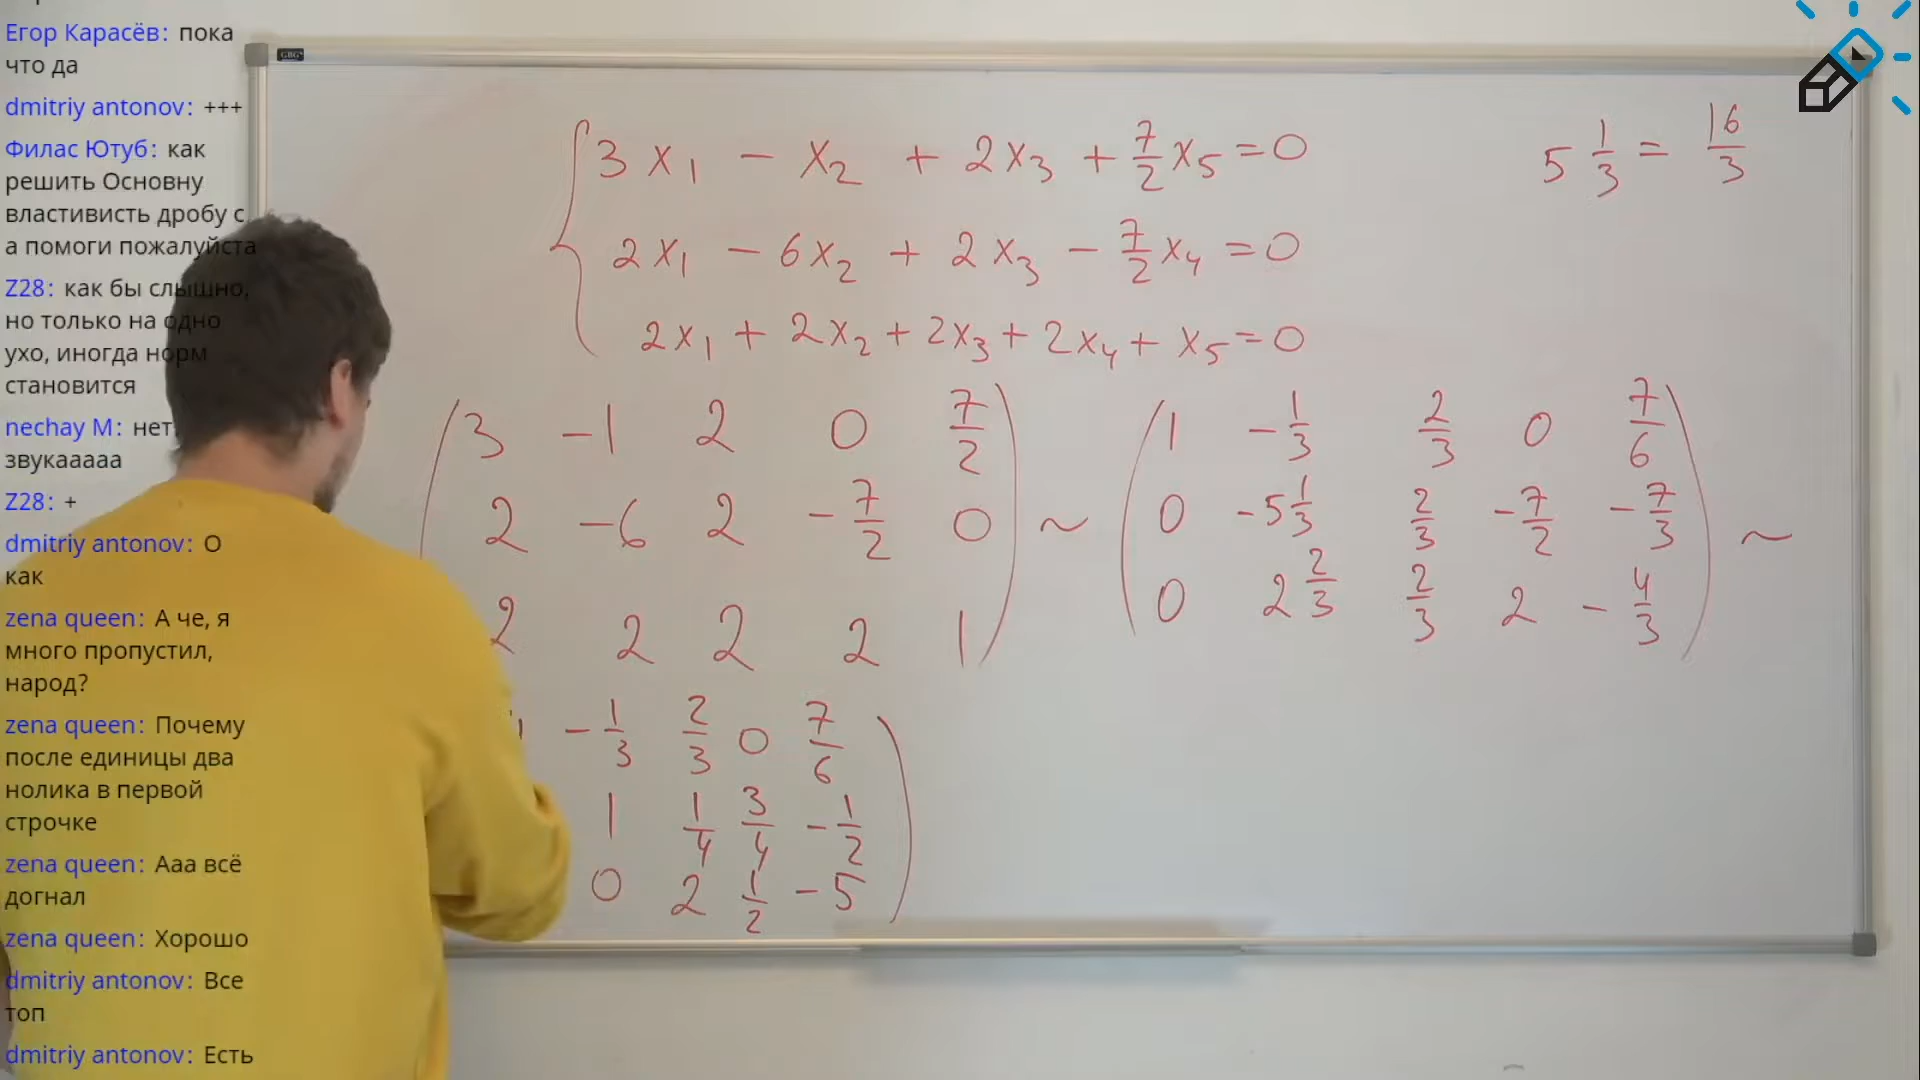 Егор Карасёв: пока
что да
dmitriy antonov: +++
Филас Ютуб: как
решить Основну
властивисть дробу с
а помоги пожалуйста
Z28: как бы слышно,
но только на одно
ухо, иногда норм
становится
nechay M: нет
звукааааа
Z28: +
dmitriy antonov: О
как
zena queen: А че, я
много пропустил,
народ?
zena queen: Почему
после единицы два
нолика в первой
строчке
zena queen: Ааа всё
догнал
zena queen: Хорошо
dmitriy antonov: Все
топ
dmitriy antonov: Есть
3x₁ - x₂ + 2x₃ + 7/2 x₅ = 0
2x₁ - 6x₂ + 2x₃ - 7/2 x₄ = 0
2x₁ + 2x₂ + 2x₃ + 2x₄ + x₅ = 0
5 1/3 = 16/3
3 -1 2 0 7/2
2 -6 2 -7/2 0 ~
2 2 2 2 1
1 -1/3 2/3 0 7/6
0 -5 1/3 2/3 -7/2 -7/3 ~
0 2 2/3 2/3 2 -4/3
1 -1/3 2/3 0 7/6
1 1/4 3/4 -1/2
0 2 1/2 -5